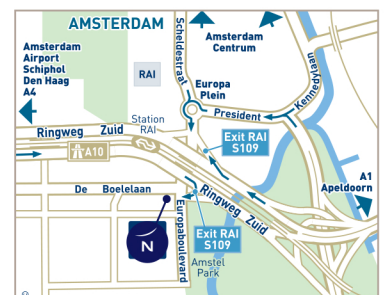 AMSTERDAM
Amsterdam
Airport
Schiphol
Den Haag
A4
RAI
Scheldestraat
Amsterdam
Centrum
Europa
Plein
President
Kennedylaan
Station
RAI
Ringweg Zuid
A10
Exit RAI
S109
A1
Apeldoorn
De Boelelaan
Ringweg Zuid
Europaboulevard
N
Exit RAI
S109
Amstel
Park